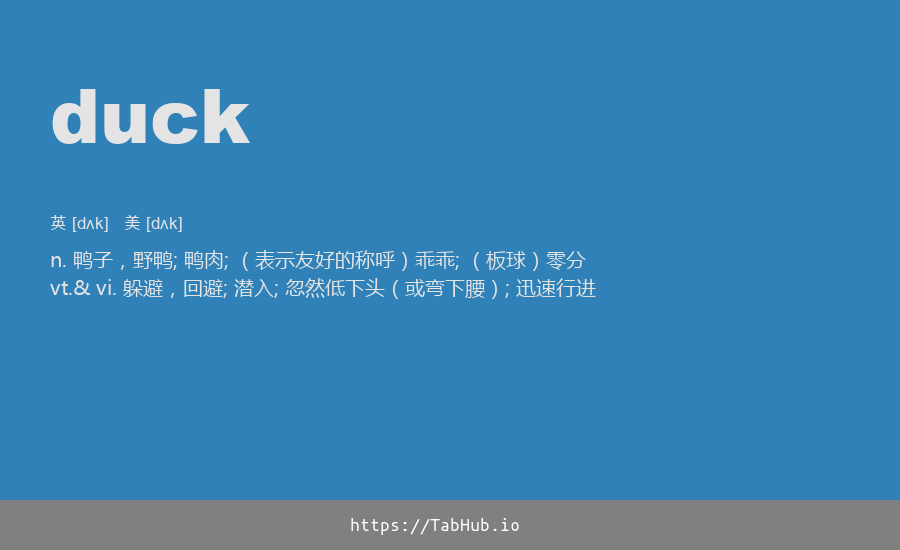 duck
英 [dʌk] 美 [dʌk]
n. 鸭子，野鸭; 鸭肉; （表示友好的称呼）乖乖; （板球）零分
vt.& vi. 躲避，回避; 潜入; 忽然低下头（或弯下腰）; 迅速行进
https://TabHub.io